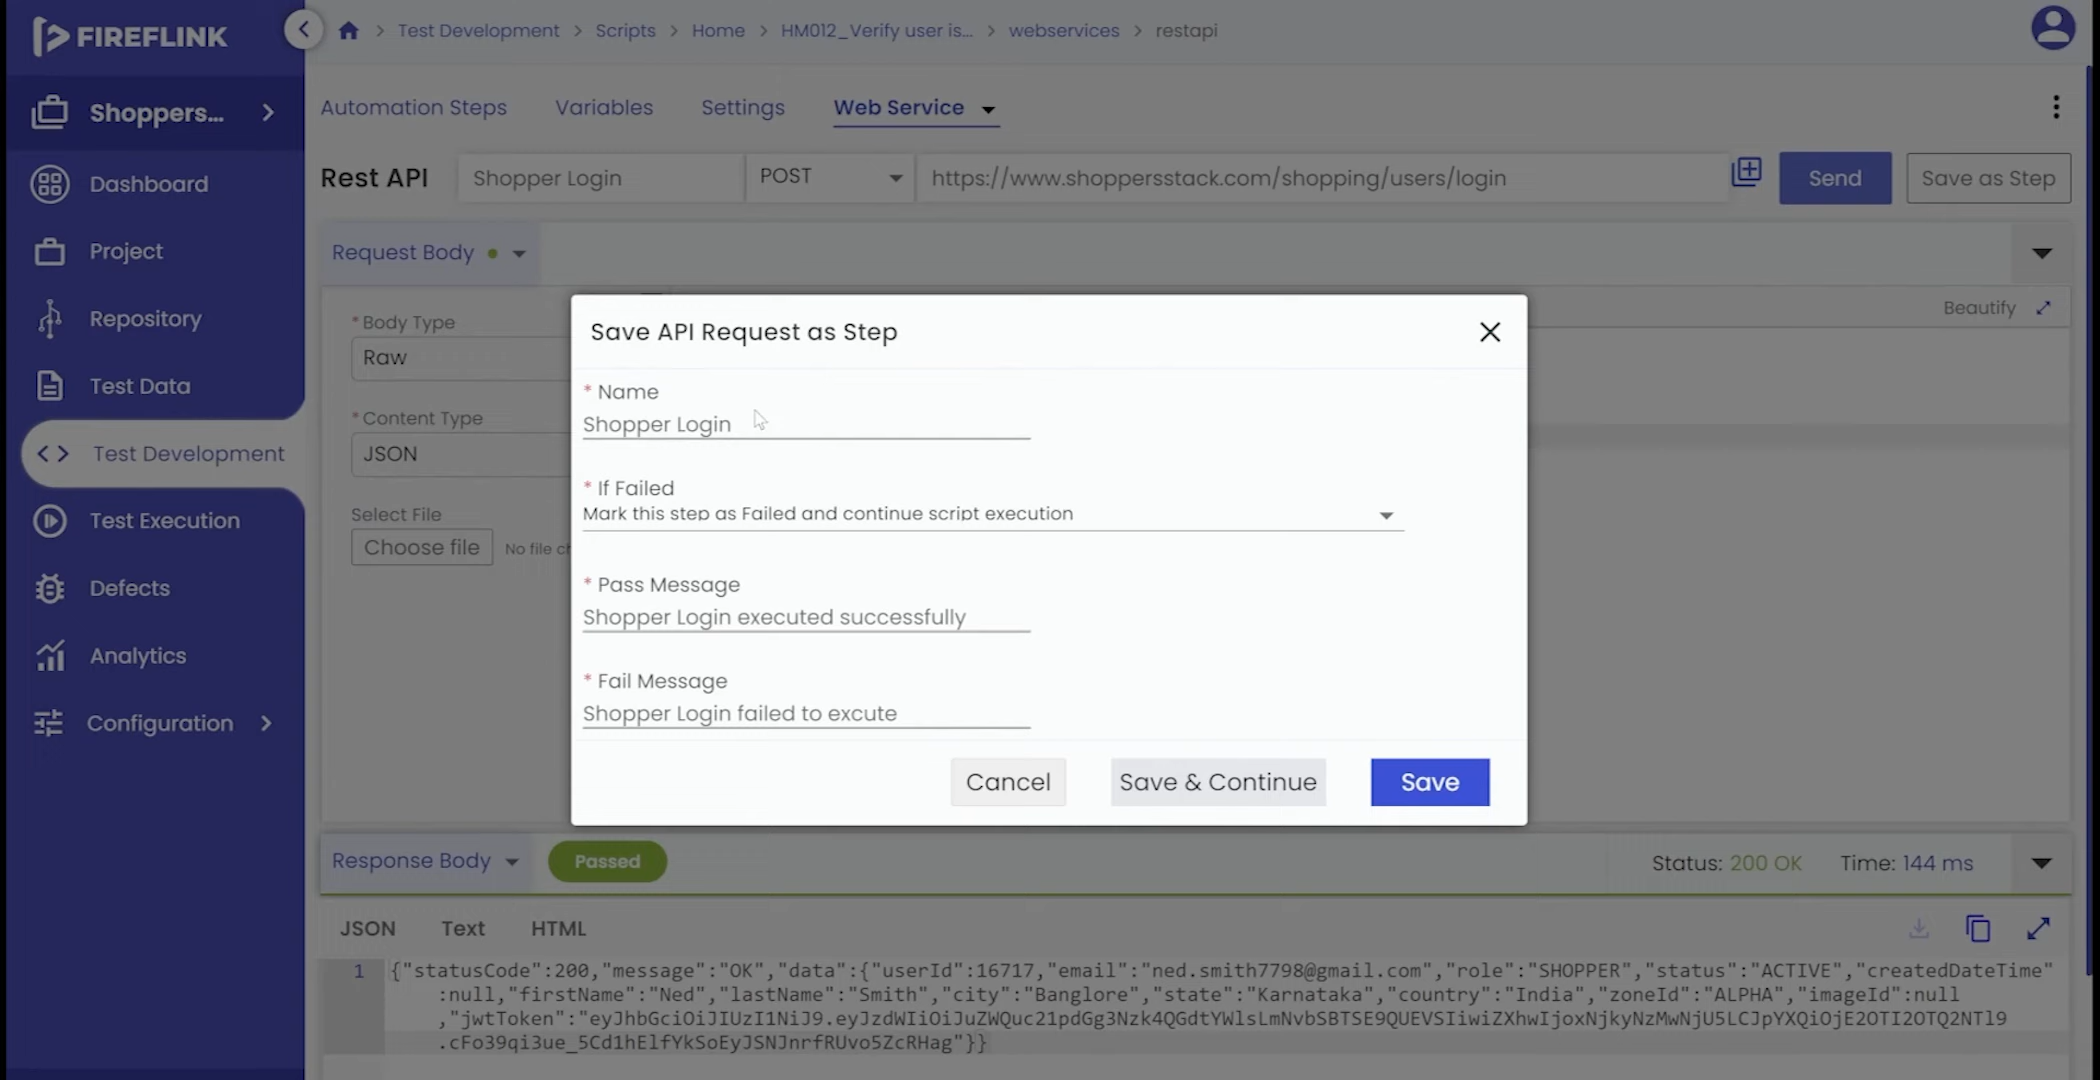 FIREFLINK
Test Development > Scripts > Home > HM012_Verify user is... > webservices > restapi
Shoppers...
Dashboard
Project
Repository
Test Data
Test Development
Test Execution
Defects
Analytics
Configuration
Automation Steps Variables Settings Web Service
Rest API Shopper Login POST https://www.shoppersstack.com/shopping/users/login Send Save as Step
Request Body
Beautify
* Body Type
Raw
* Content Type
JSON
Select File
Choose file No file ch
Save API Request as Step
* Name
Shopper Login
* If Failed
Mark this step as Failed and continue script execution
* Pass Message
Shopper Login executed successfully
* Fail Message
Shopper Login failed to excute
Cancel Save & Continue Save
Response Body Passed Status: 200 OK Time: 144 ms
JSON Text HTML
1 {"statusCode":200,"message":"OK","data":{"userId":16717,"email":"ned.smith7798@gmail.com","role":"SHOPPER","status":"ACTIVE","createdDateTime"
:null,"firstName":"Ned","lastName":"Smith","city":"Banglore","state":"Karnataka","country":"India","zoneId":"ALPHA","imageId":null
,"jwtToken":"eyJhbGciOiJIUzI1NiJ9.eyJzdWIiOiJuZWQuc21pdGg3Nzk4QGdtYWlsLmNvbSBTSE9QUEVSIiwiZXhwIjoxNjkyNzMwNjU5LCJpYXQiOjE2OTI2OTQ2NTl9
.cFo39qi3ue_5Cd1hElfYkSoEyJSNJnrfRUvo5ZcRHag"}}